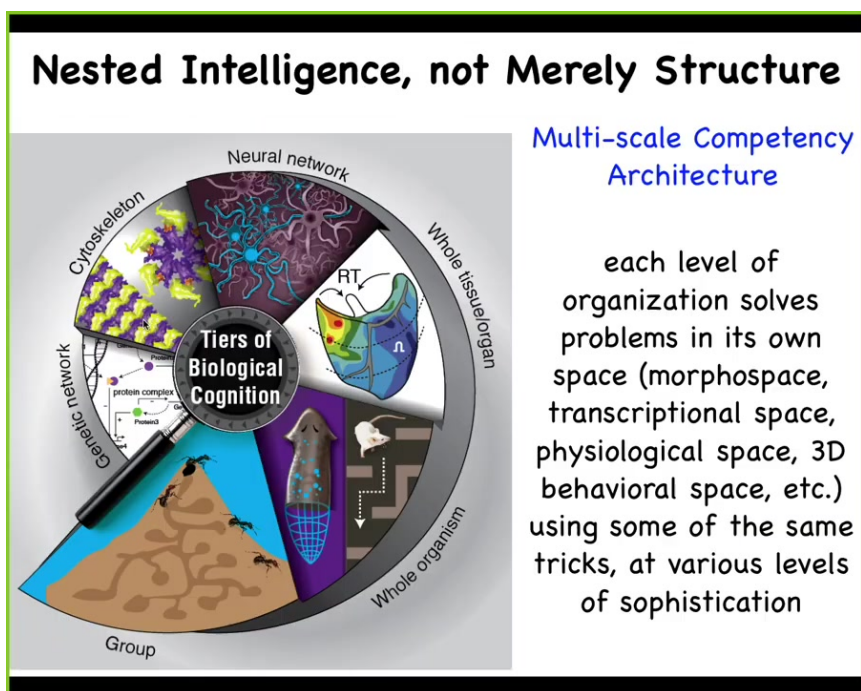 Nested Intelligence, not Merely Structure
Multi-scale Competency
Architecture
each level of
organization solves
problems in its own
space (morphospace,
transcriptional space,
physiological space, 3D
behavioral space, etc.)
using some of the same
tricks, at various levels
of sophistication
Neural network
Cytoskeleton
Whole tissue/organ
RT
Tiers of
Biological
Cognition
Genetic network
protein complex
Protein3
Whole organism
Group